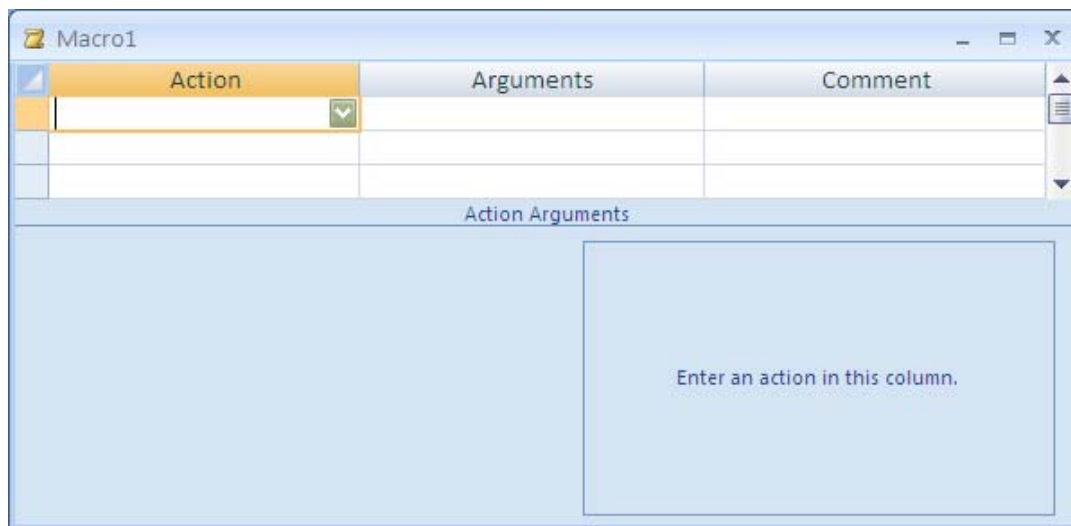 Macro1
Action Arguments Comment
Action Arguments
Enter an action in this column.